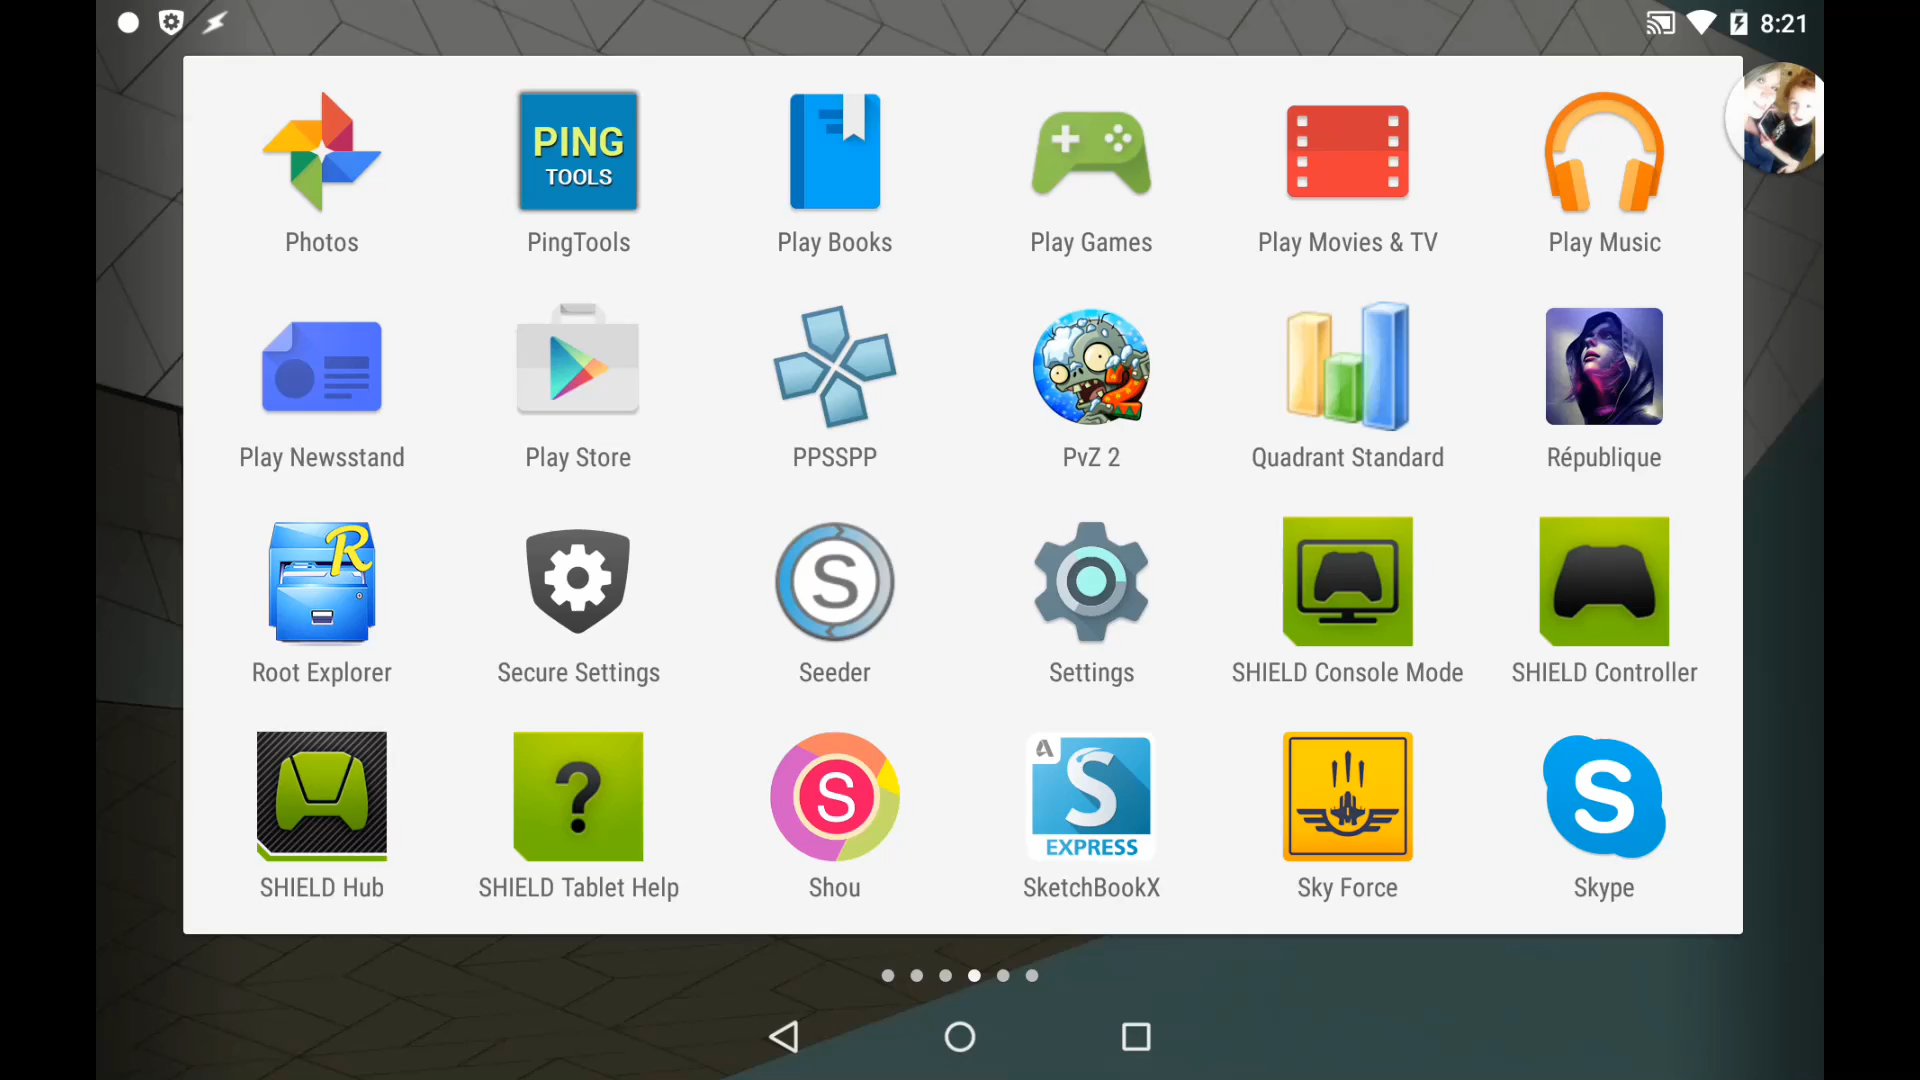 8:21
PING
TOOLS
Photos
PingTools
Play Books
Play Games
Play Movies & TV
Play Music
Play Newsstand
Play Store
PPSSPP
PvZ 2
Quadrant Standard
République
R
S
Root Explorer
Secure Settings
Seeder
Settings
SHIELD Console Mode
SHIELD Controller
?
S
A
S
EXPRESS
S
SHIELD Hub
SHIELD Tablet Help
Shou
SketchBookX
Sky Force
Skype